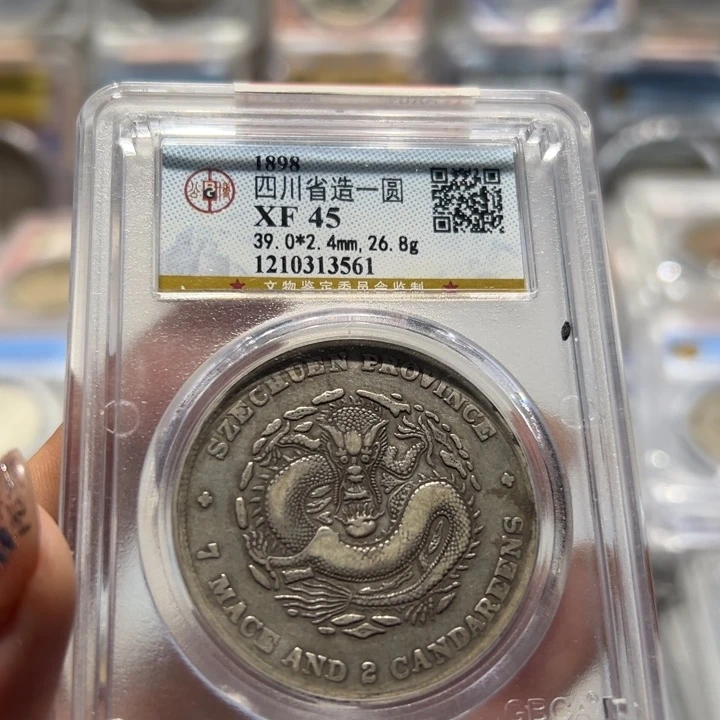 1898
四川省造一圆
XF 45
39.0*2.4mm, 26.8g
1210313561
文物鉴定委员会监制
SZECHUEN PROVINCE
7 MACE AND 2 CANDAREENS